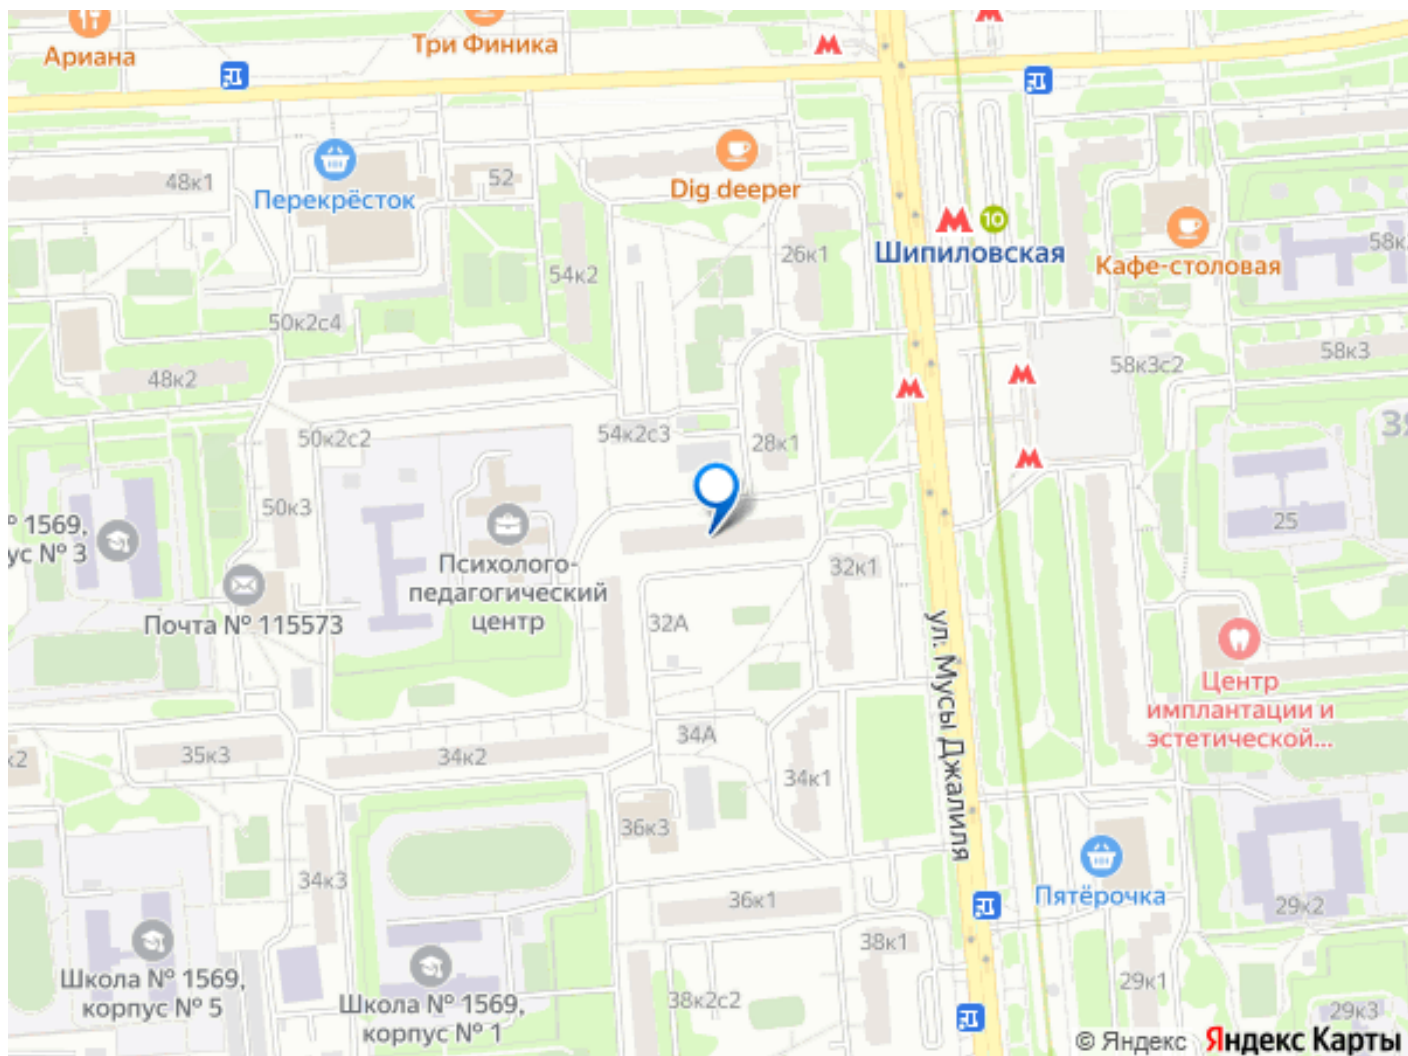 Ариана
Три Финика
48к1
Перекрёсток
52
Dig deeper
10
Шипиловская
26к1
54к2
Кафе-столовая
50к2с4
48к2
58к3
58к3с2
50к2с2
54к2с3
28к1
50к3
№ 1569,
корпус № 3
25
Психолого-
педагогический
центр
32к1
Почта № 115573
32А
ул. Мусы Джалиля
Центр
имплантации и
эстетической...
35к3
34к2
34А
34к1
36к3
34к3
36к1
Пятёрочка
29к2
38к1
Школа № 1569,
корпус № 5
Школа № 1569,
корпус № 1
38к2с2
29к1
29к3
© Яндекс Яндекс Карты